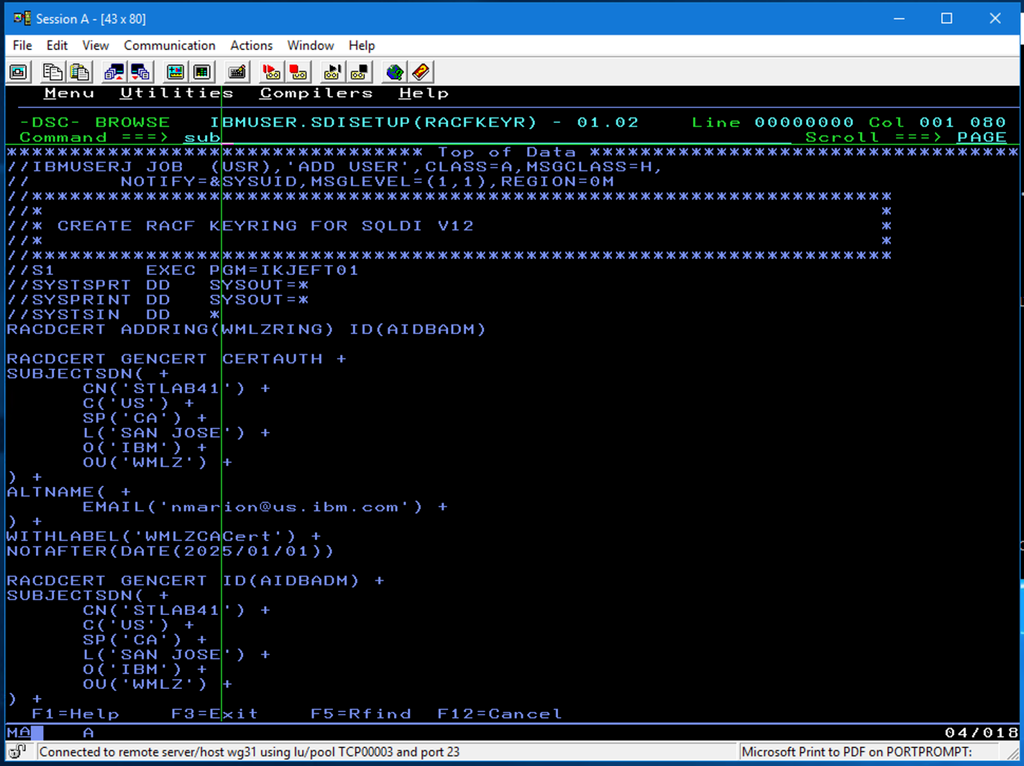 Session A - [43 x 80]
File Edit View Communication Actions Window Help
Menu Utilities Compilers Help
-DSC- BROWSE IBMUSER.SDISETUP(RACFKEYR) - 01.02 Line 00000000 Col 001 080
Command ===> sub Scroll ===> PAGE
********************************* Top of Data **********************************
//IBMUSERJ JOB (USR),'ADD USER',CLASS=A,MSGCLASS=H,
// NOTIFY=&SYSUID,MSGLEVEL=(1,1),REGION=0M
//********************************************************************
//* *
//* CREATE RACF KEYRING FOR SQLDI V12 *
//* *
//********************************************************************
//S1 EXEC PGM=IKJEFT01
//SYSTSPRT DD SYSOUT=*
//SYSPRINT DD SYSOUT=*
//SYSTSIN DD *
RACDCERT ADDRING(WMLZRING) ID(AIDBADM)
RACDCERT GENCERT CERTAUTH +
SUBJECTSDN( +
CN('STLAB41') +
C('US') +
SP('CA') +
L('SAN JOSE') +
O('IBM') +
OU('WMLZ') +
) +
ALTNAME( +
EMAIL('nmarion@us.ibm.com') +
) +
WITHLABEL('WMLZCACert') +
NOTAFTER(DATE(2025/01/01))
RACDCERT GENCERT ID(AIDBADM) +
SUBJECTSDN( +
CN('STLAB41') +
C('US') +
SP('CA') +
L('SAN JOSE') +
O('IBM') +
OU('WMLZ') +
) +
F1=Help F3=Exit F5=Rfind F12=Cancel
MA A 04/018
Connected to remote server/host wg31 using lu/pool TCP00003 and port 23 Microsoft Print to PDF on PORTPROMPT: